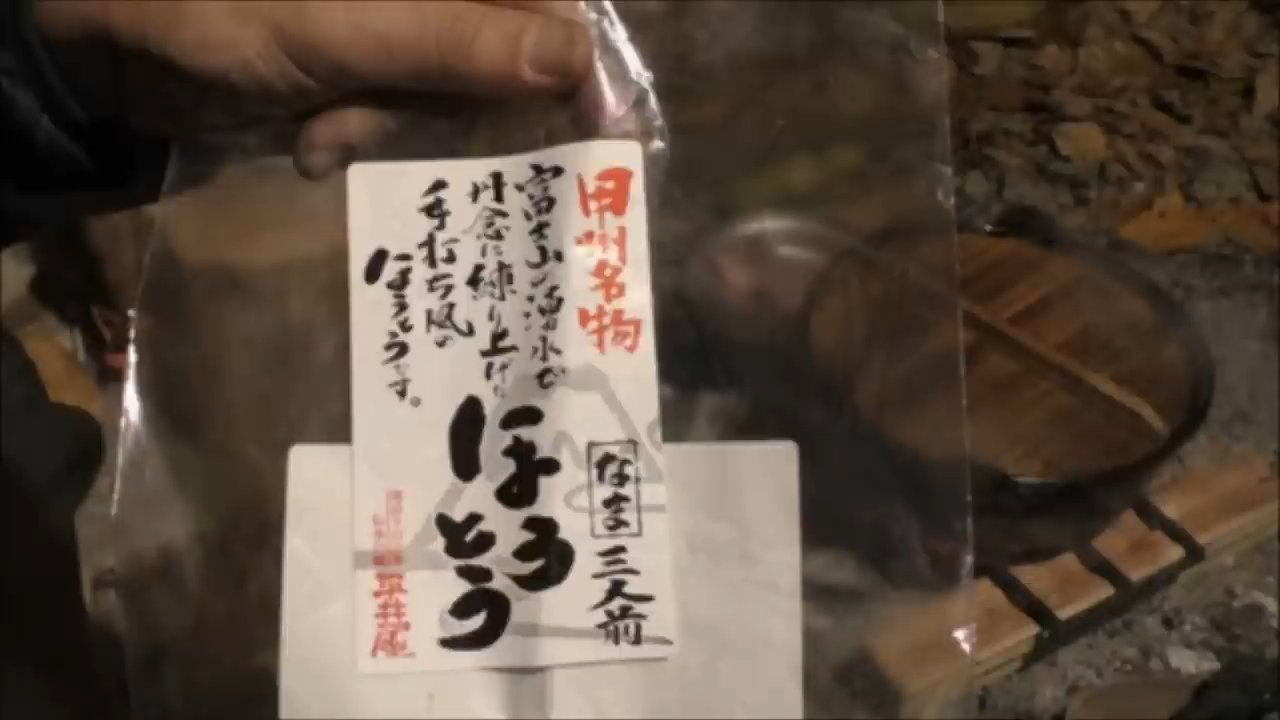 甲州名物
富士山の湧水で
丹念に練り上げた
手打ち風の
ほうとうです。
ほうとう
なま
三人前
平井屋